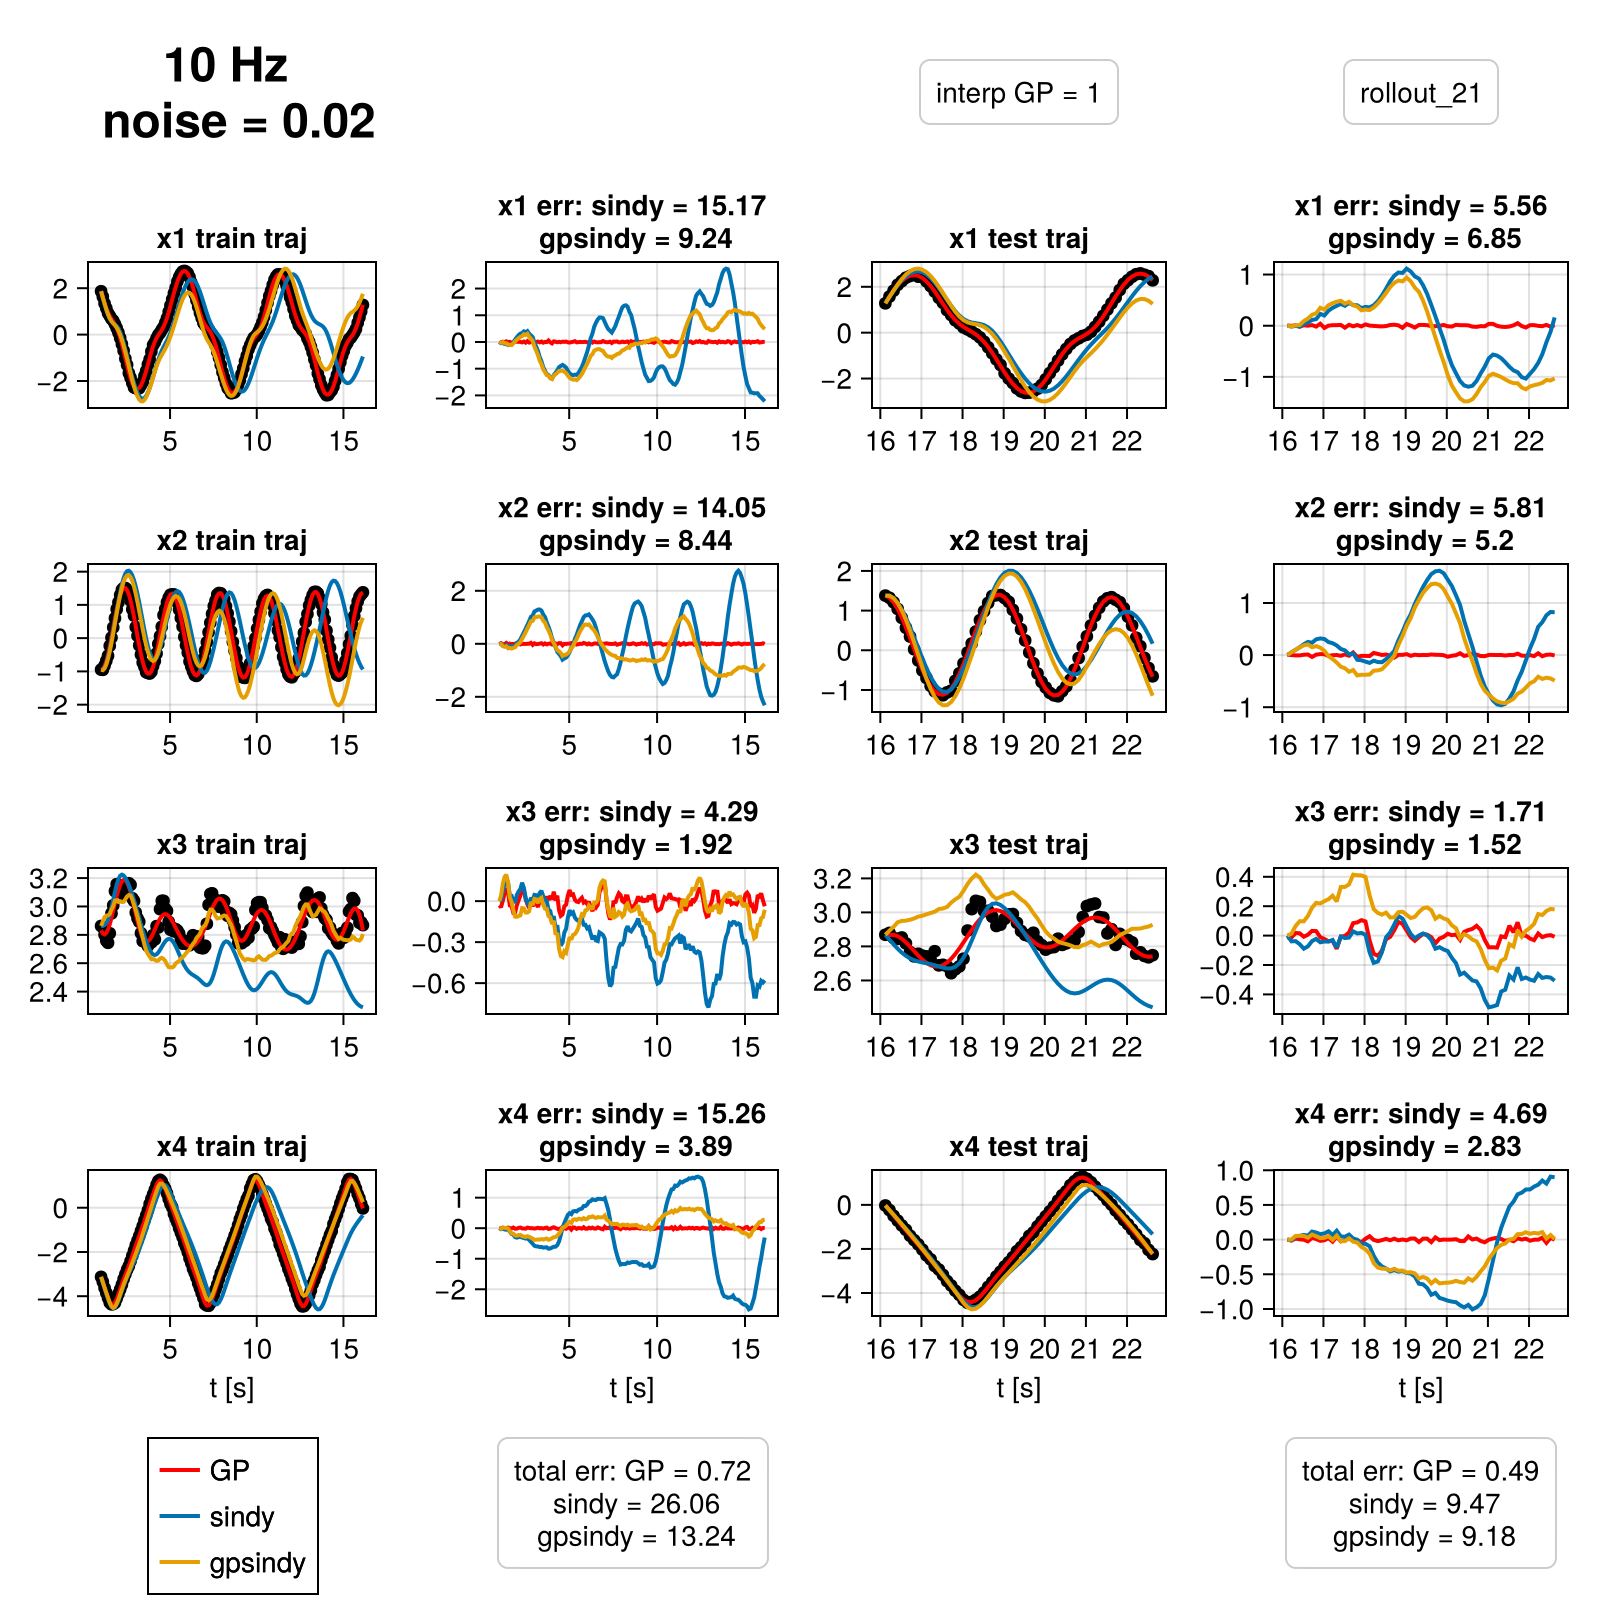 10 Hz
noise = 0.02
interp GP = 1
rollout_21
x1 train traj
2
0
−2
5
10
15
x1 err: sindy = 15.17
gpsindy = 9.24
2
1
0
−1
−2
5
10
15
x1 test traj
2
0
−2
16 17 18 19 20 21 22
x1 err: sindy = 5.56
gpsindy = 6.85
1
0
−1
16 17 18 19 20 21 22
x2 train traj
2
1
0
−1
−2
5
10
15
x2 err: sindy = 14.05
gpsindy = 8.44
2
0
−2
5
10
15
x2 test traj
2
1
0
−1
16 17 18 19 20 21 22
x2 err: sindy = 5.81
gpsindy = 5.2
1
0
−1
16 17 18 19 20 21 22
x3 train traj
3.2
3.0
2.8
2.6
2.4
5
10
15
x3 err: sindy = 4.29
gpsindy = 1.92
0.0
−0.3
−0.6
5
10
15
x3 test traj
3.2
3.0
2.8
2.6
16 17 18 19 20 21 22
x3 err: sindy = 1.71
gpsindy = 1.52
0.4
0.2
0.0
−0.2
−0.4
16 17 18 19 20 21 22
x4 train traj
0
−2
−4
5
10
15
t [s]
x4 err: sindy = 15.26
gpsindy = 3.89
1
0
−1
−2
5
10
15
t [s]
x4 test traj
0
−2
−4
16 17 18 19 20 21 22
t [s]
x4 err: sindy = 4.69
gpsindy = 2.83
1.0
0.5
0.0
−0.5
−1.0
16 17 18 19 20 21 22
t [s]
GP
sindy
gpsindy
total err: GP = 0.72
sindy = 26.06
gpsindy = 13.24
total err: GP = 0.49
sindy = 9.47
gpsindy = 9.18